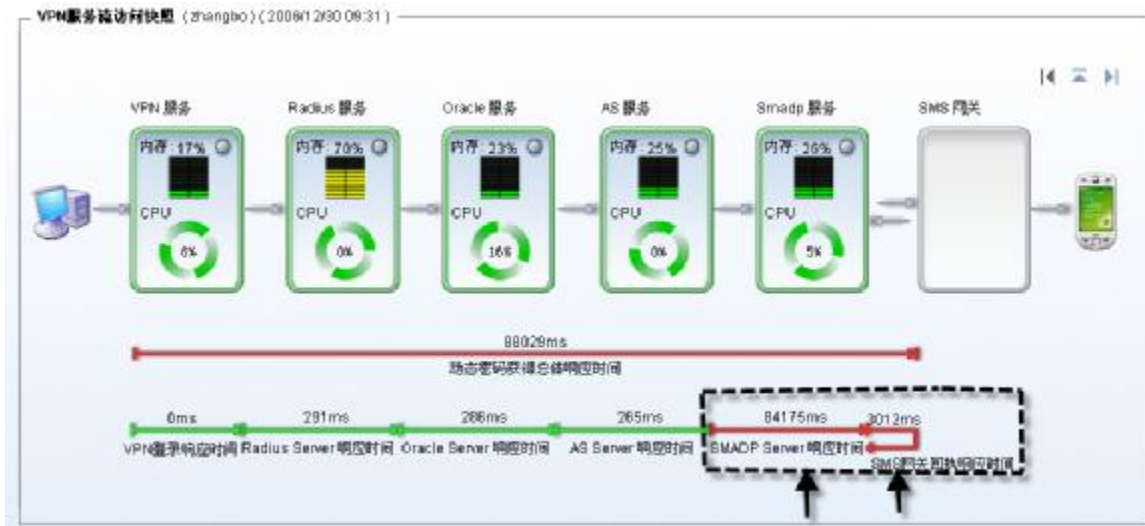 VPN服务流访问快照 (zhangbo) (2008/12/30 09:31)
VPN 服务
Radius 服务
Oracle 服务
AS 服务
Smadp 服务
SMS 网关
内存: 17%
内存: 70%
内存: 23%
内存: 25%
内存: 26%
CPU
CPU
CPU
CPU
CPU
6%
0%
16%
0%
5%
88029ms
动态密码获得总体响应时间
0ms
291ms
286ms
265ms
84175ms
3012ms
VPN登录响应时间
Radius Server 响应时间
Oracle Server 响应时间
AS Server 响应时间
SMADP Server 响应时间
SMS网关回执响应时间